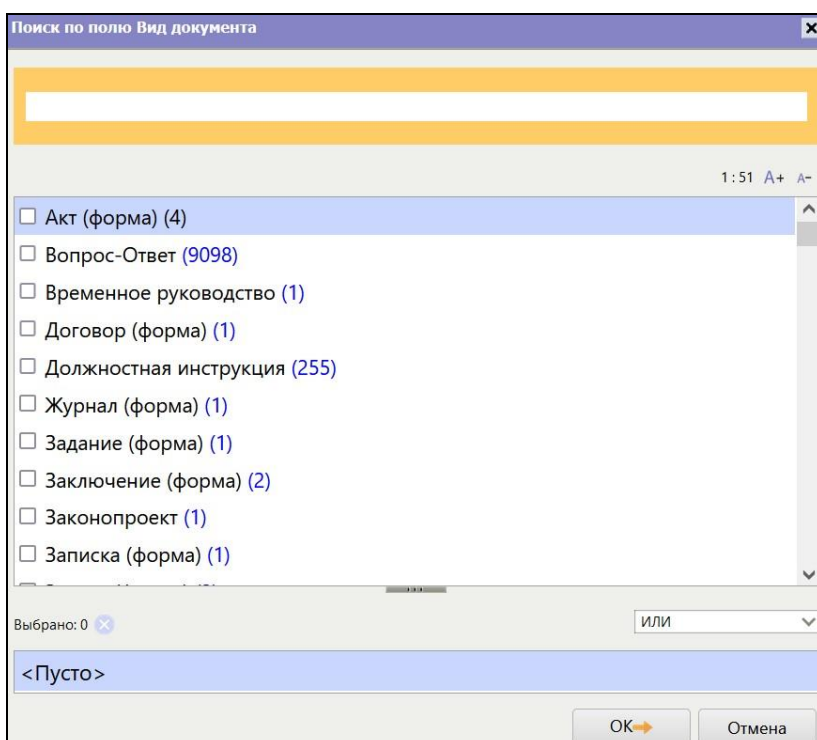 Поиск по полю Вид документа
1:51 A+ A-
Акт (форма) (4)
Вопрос-Ответ (9098)
Временное руководство (1)
Договор (форма) (1)
Должностная инструкция (255)
Журнал (форма) (1)
Задание (форма) (1)
Заключение (форма) (2)
Законопроект (1)
Записка (форма) (1)
Выбрано: 0
ИЛИ
<Пусто>
ОК
Отмена